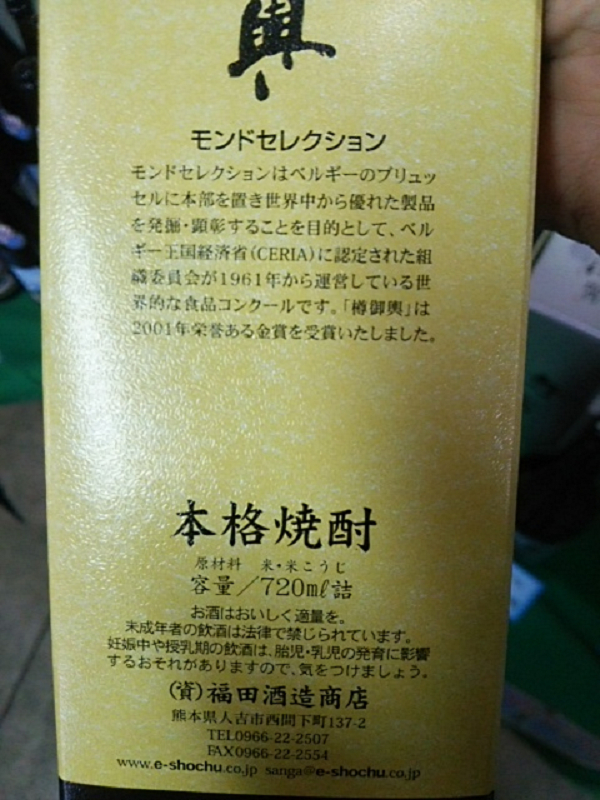 輿
モンドセレクション
モンドセレクションはベルギーのブリュッ
セルに本部を置き世界中から優れた製品
を発掘・顕彰することを目的として、ベル
ギー王国経済省(CERIA)に認定された組
織委員会が1961年から運営している世
界的な食品コンクールです。「樽御輿」は
2001年栄誉ある金賞を受賞いたしました。
本格焼酎
原材料 米・米こうじ
容量/720mℓ詰
お酒はおいしく適量を。
未成年者の飲酒は法律で禁じられています。
妊娠中や授乳期の飲酒は、胎児・乳児の発育に影響
するおそれがありますので、気をつけましょう。
(資)福田酒造商店
熊本県人吉市西間下町137-2
TEL0966-22-2507
FAX0966-22-2554
www.e-shochu.co.jp sanga@e-shochu.co.jp